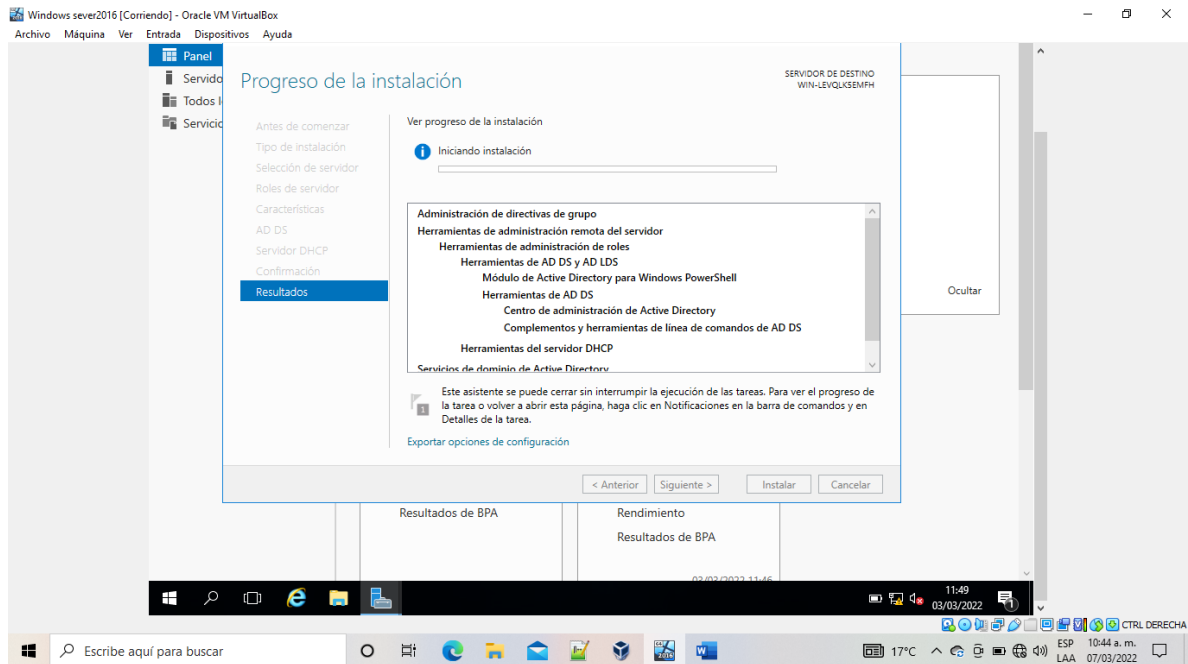 Windows sever2016 [Corriendo] - Oracle VM VirtualBox
Archivo Máquina Ver Entrada Dispositivos Ayuda
Panel
Servido
Todos l
Servicio
Progreso de la instalación
SERVIDOR DE DESTINO
WIN-LEVQLKSEMFH
Antes de comenzar
Tipo de instalación
Selección de servidor
Roles de servidor
Características
AD DS
Servidor DHCP
Confirmación
Resultados
Ver progreso de la instalación
Iniciando instalación
Administración de directivas de grupo
Herramientas de administración remota del servidor
Herramientas de administración de roles
Herramientas de AD DS y AD LDS
Módulo de Active Directory para Windows PowerShell
Herramientas de AD DS
Centro de administración de Active Directory
Complementos y herramientas de línea de comandos de AD DS
Herramientas del servidor DHCP
Servicios de dominio de Active Directory
1
Este asistente se puede cerrar sin interrumpir la ejecución de las tareas. Para ver el progreso de
la tarea o volver a abrir esta página, haga clic en Notificaciones en la barra de comandos y en
Detalles de la tarea.
Exportar opciones de configuración
< Anterior
Siguiente >
Instalar
Cancelar
Ocultar
Resultados de BPA
Rendimiento
Resultados de BPA
03/03/2022 11:46
11:49
03/03/2022
1
CTRL DERECHA
Escribe aquí para buscar
2016
17°C
ESP
LAA
10:44 a. m.
07/03/2022